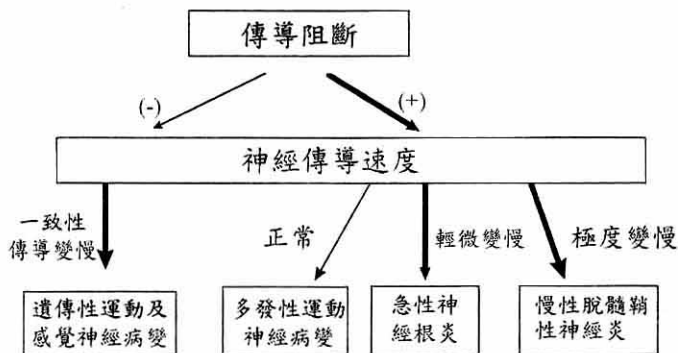 傳導阻斷
(-)
(+)
神經傳導速度
一致性
傳導變慢
正常
輕微變慢
極度變慢
遺傳性運動及
感覺神經病變
多發性運動
神經病變
急性神
經根炎
慢性脫髓鞘
性神經炎